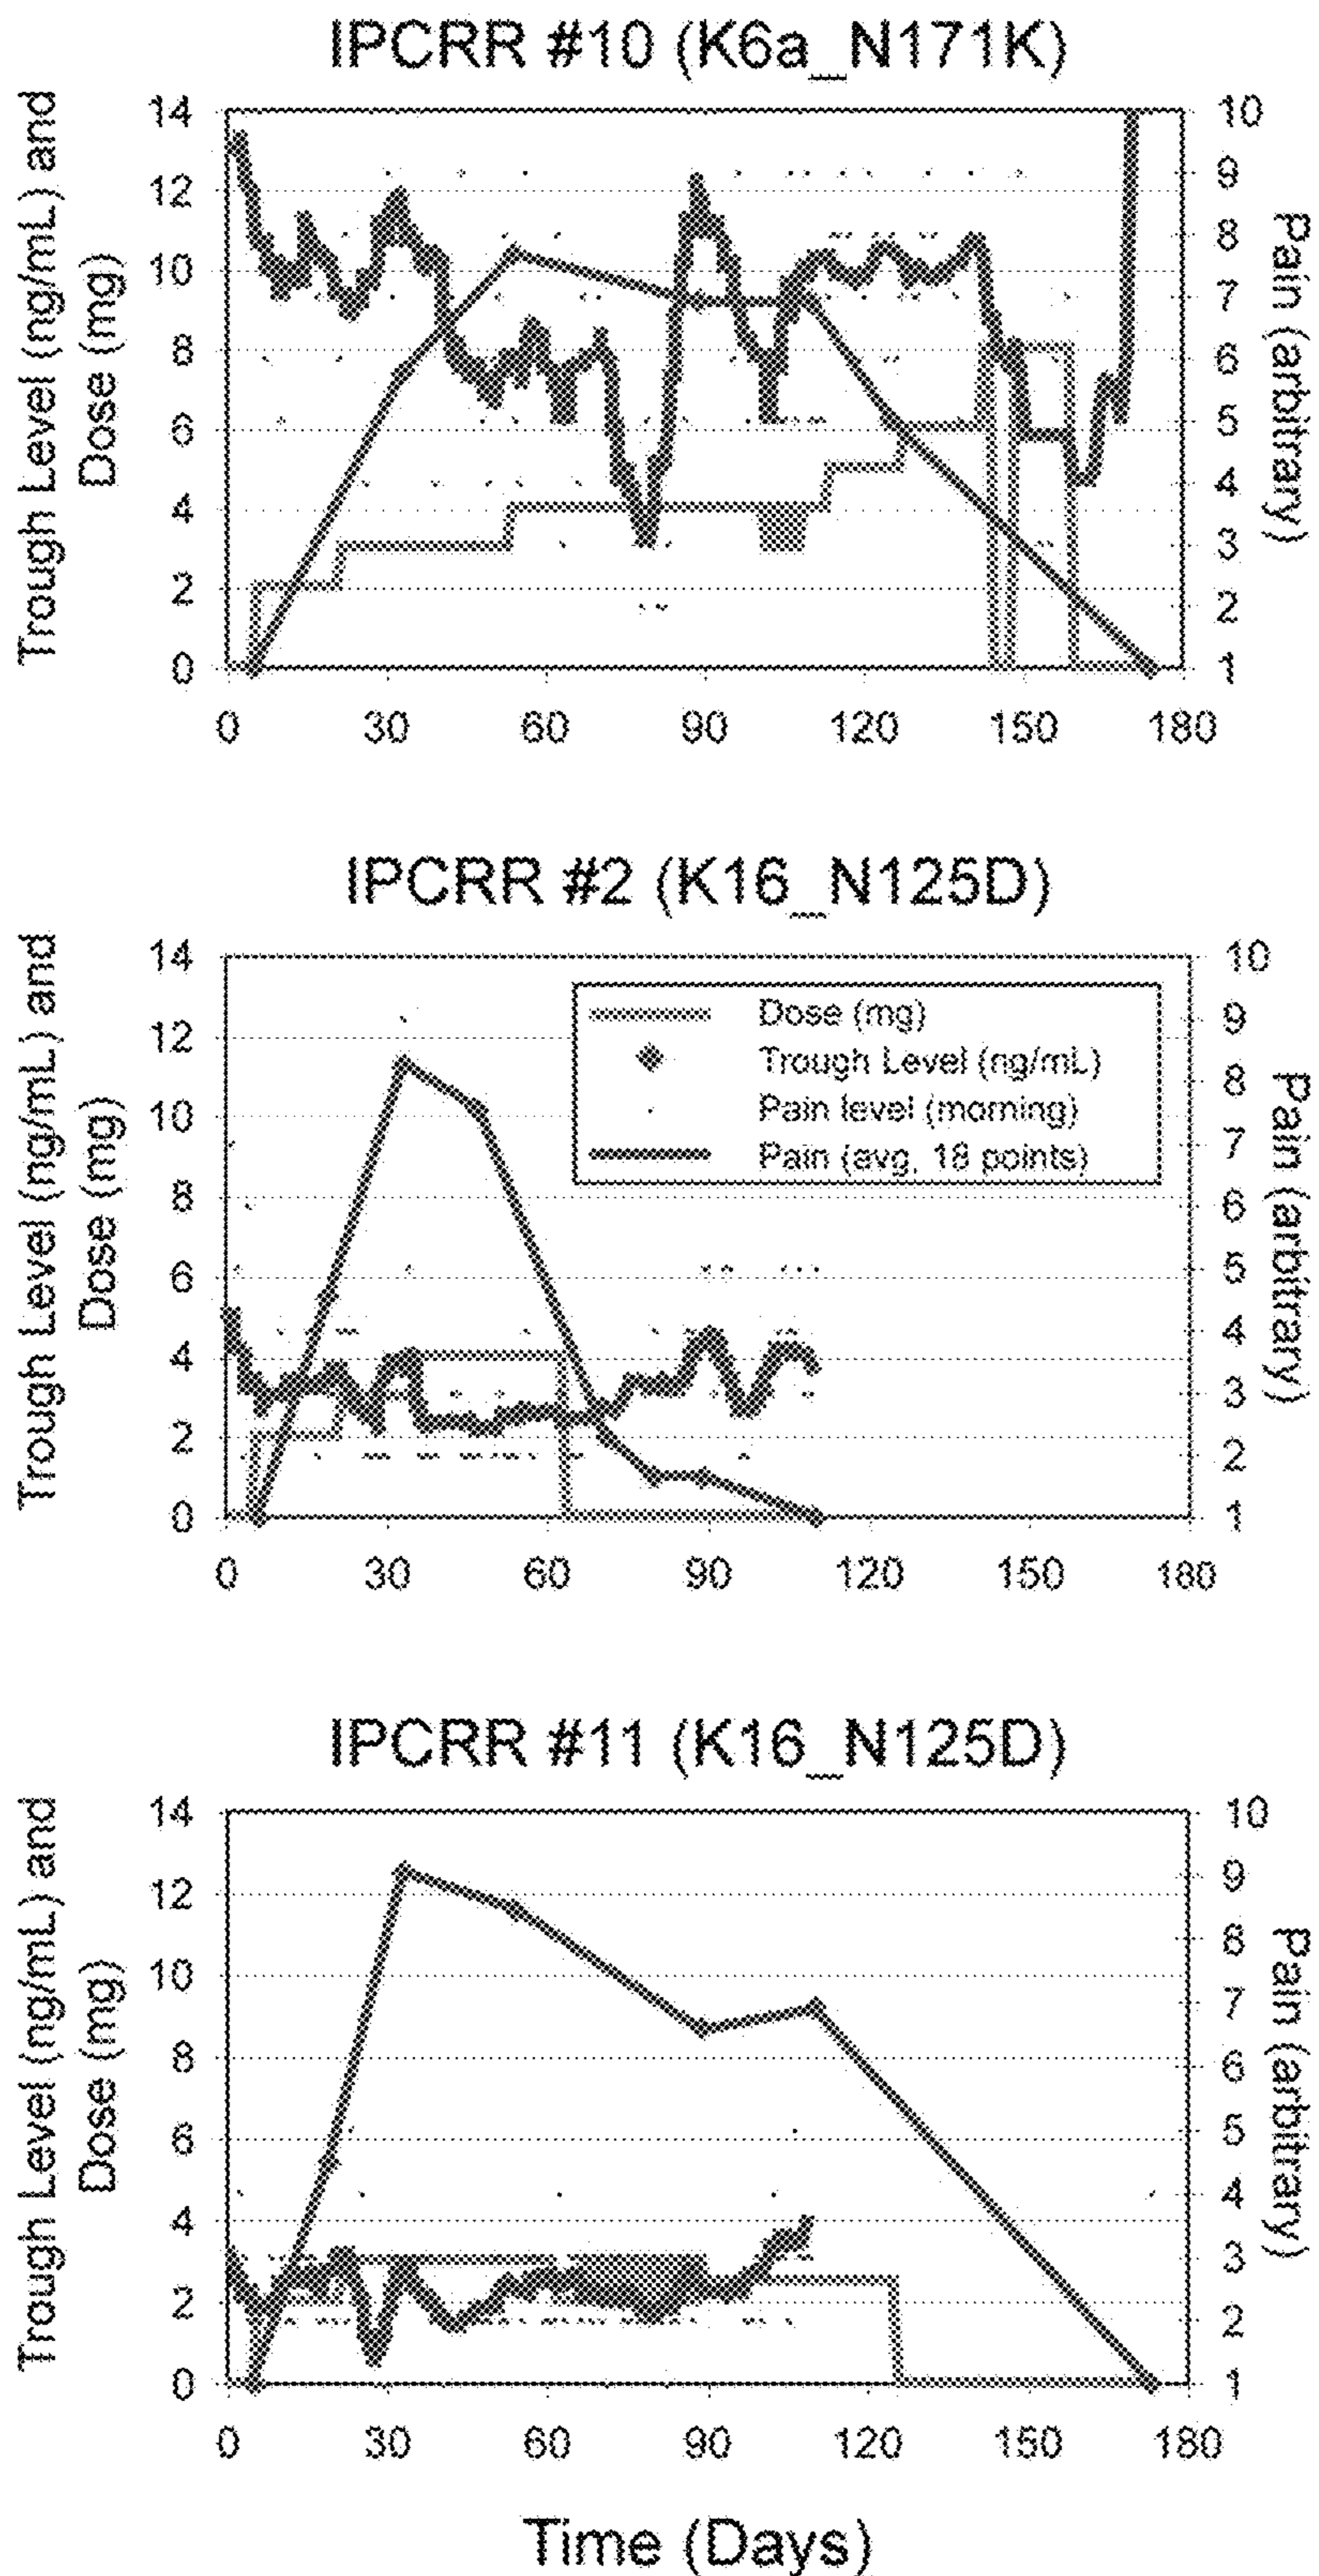 IPCRR #10 (K6a_N171K)
Trough Level (ng/mL) and
Dose (mg)
14
12
10
8
6
4
2
0
10
9
8
7
6
5
4
3
2
1
Pain (arbitrary)
0 30 60 90 120 150 180
IPCRR #2 (K16_N125D)
Trough Level (ng/mL) and
Dose (mg)
14
12
10
8
6
4
2
0
Dose (mg)
Trough Level (ng/mL)
Pain level (morning)
Pain (avg, 18 points)
10
9
8
7
6
5
4
3
2
1
Pain (arbitrary)
0 30 60 90 120 150 180
IPCRR #11 (K16_N125D)
Trough Level (ng/mL) and
Dose (mg)
14
12
10
8
6
4
2
0
10
9
8
7
6
5
4
3
2
1
Pain (arbitrary)
0 30 60 90 120 150 180
Time (Days)